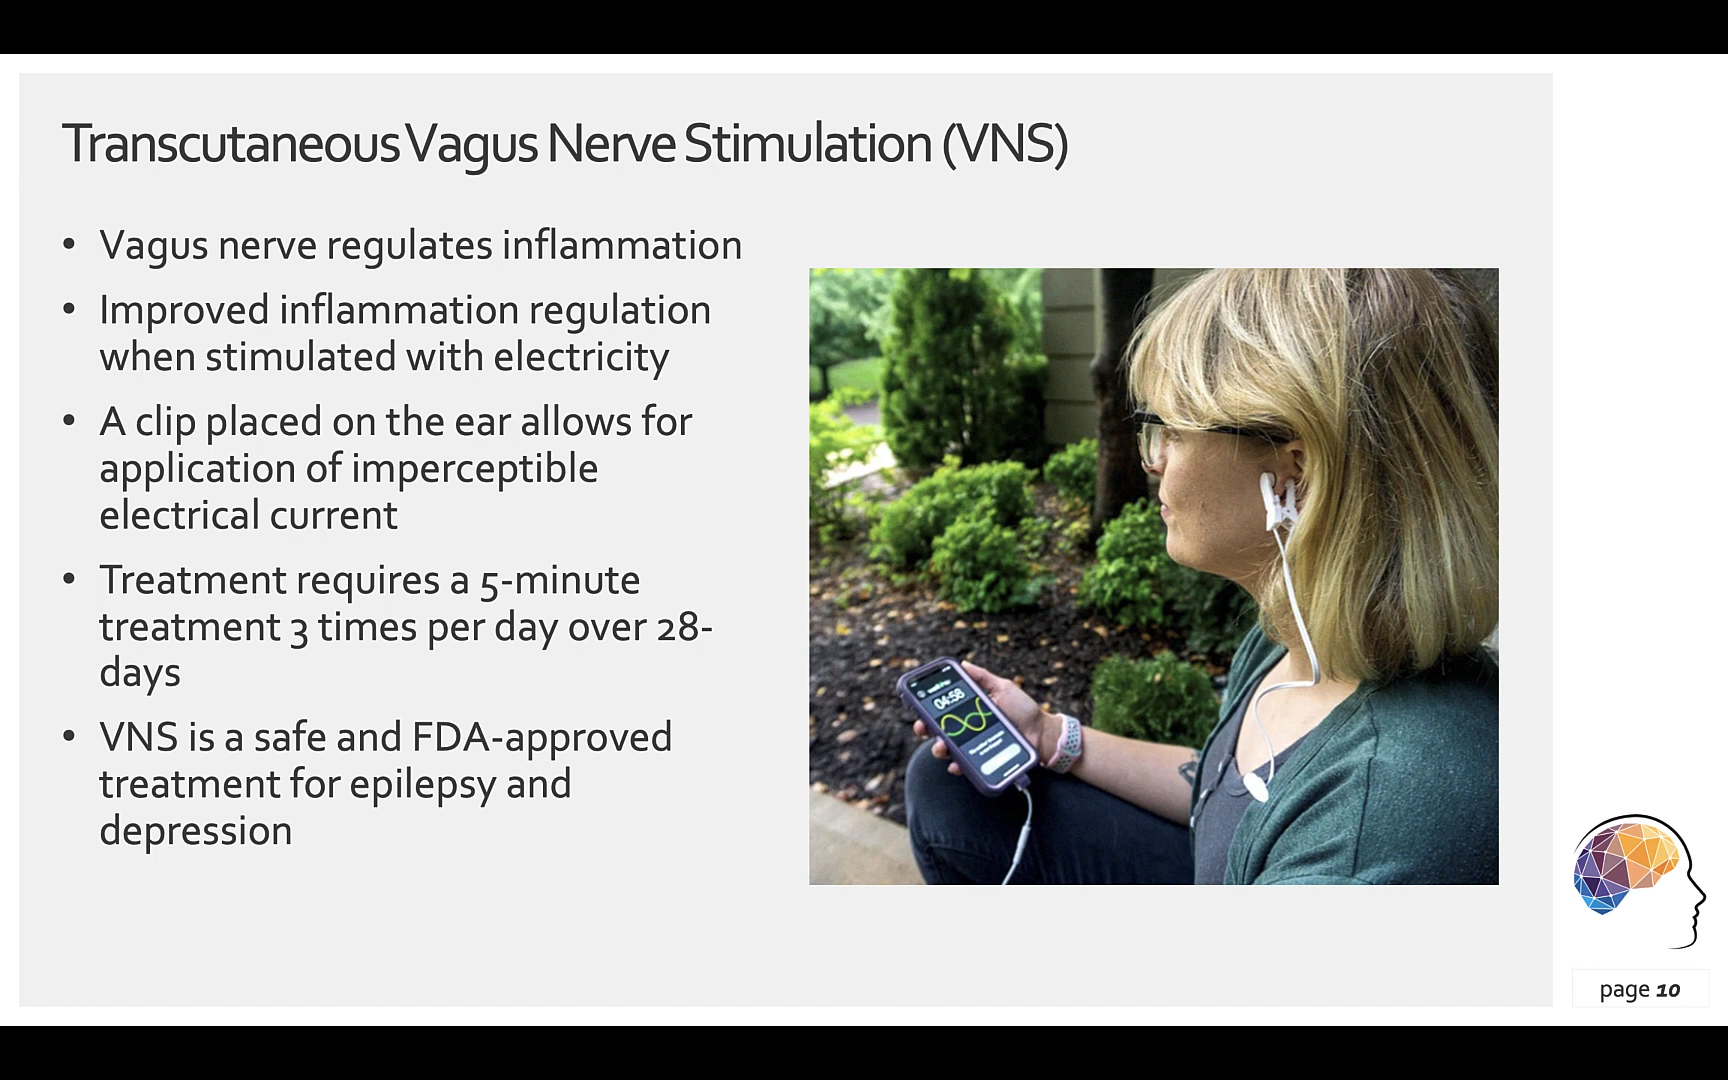 Transcutaneous Vagus Nerve Stimulation (VNS)
• Vagus nerve regulates inflammation
• Improved inflammation regulation
when stimulated with electricity
• A clip placed on the ear allows for
application of imperceptible
electrical current
• Treatment requires a 5-minute
treatment 3 times per day over 28-
days
• VNS is a safe and FDA-approved
treatment for epilepsy and
depression
04:58
page 10